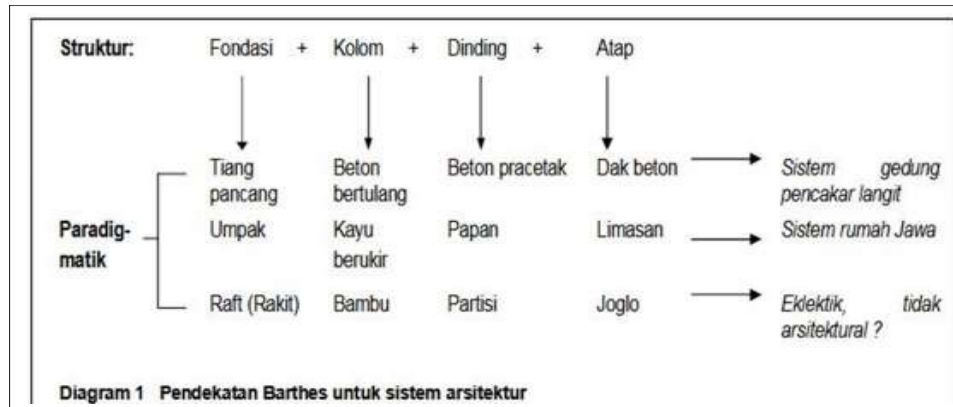 Struktur: Fondasi + Kolom + Dinding + Atap
Tiang pancang Beton bertulang Beton pracetak Dak beton Sistem gedung pencakar langit
Paradig-matik
Umpak Kayu berukir Papan Limasan Sistem rumah Jawa
Raft (Rakit) Bambu Partisi Joglo Eklektik, tidak arsitektural ?
Diagram 1 Pendekatan Barthes untuk sistem arsitektur